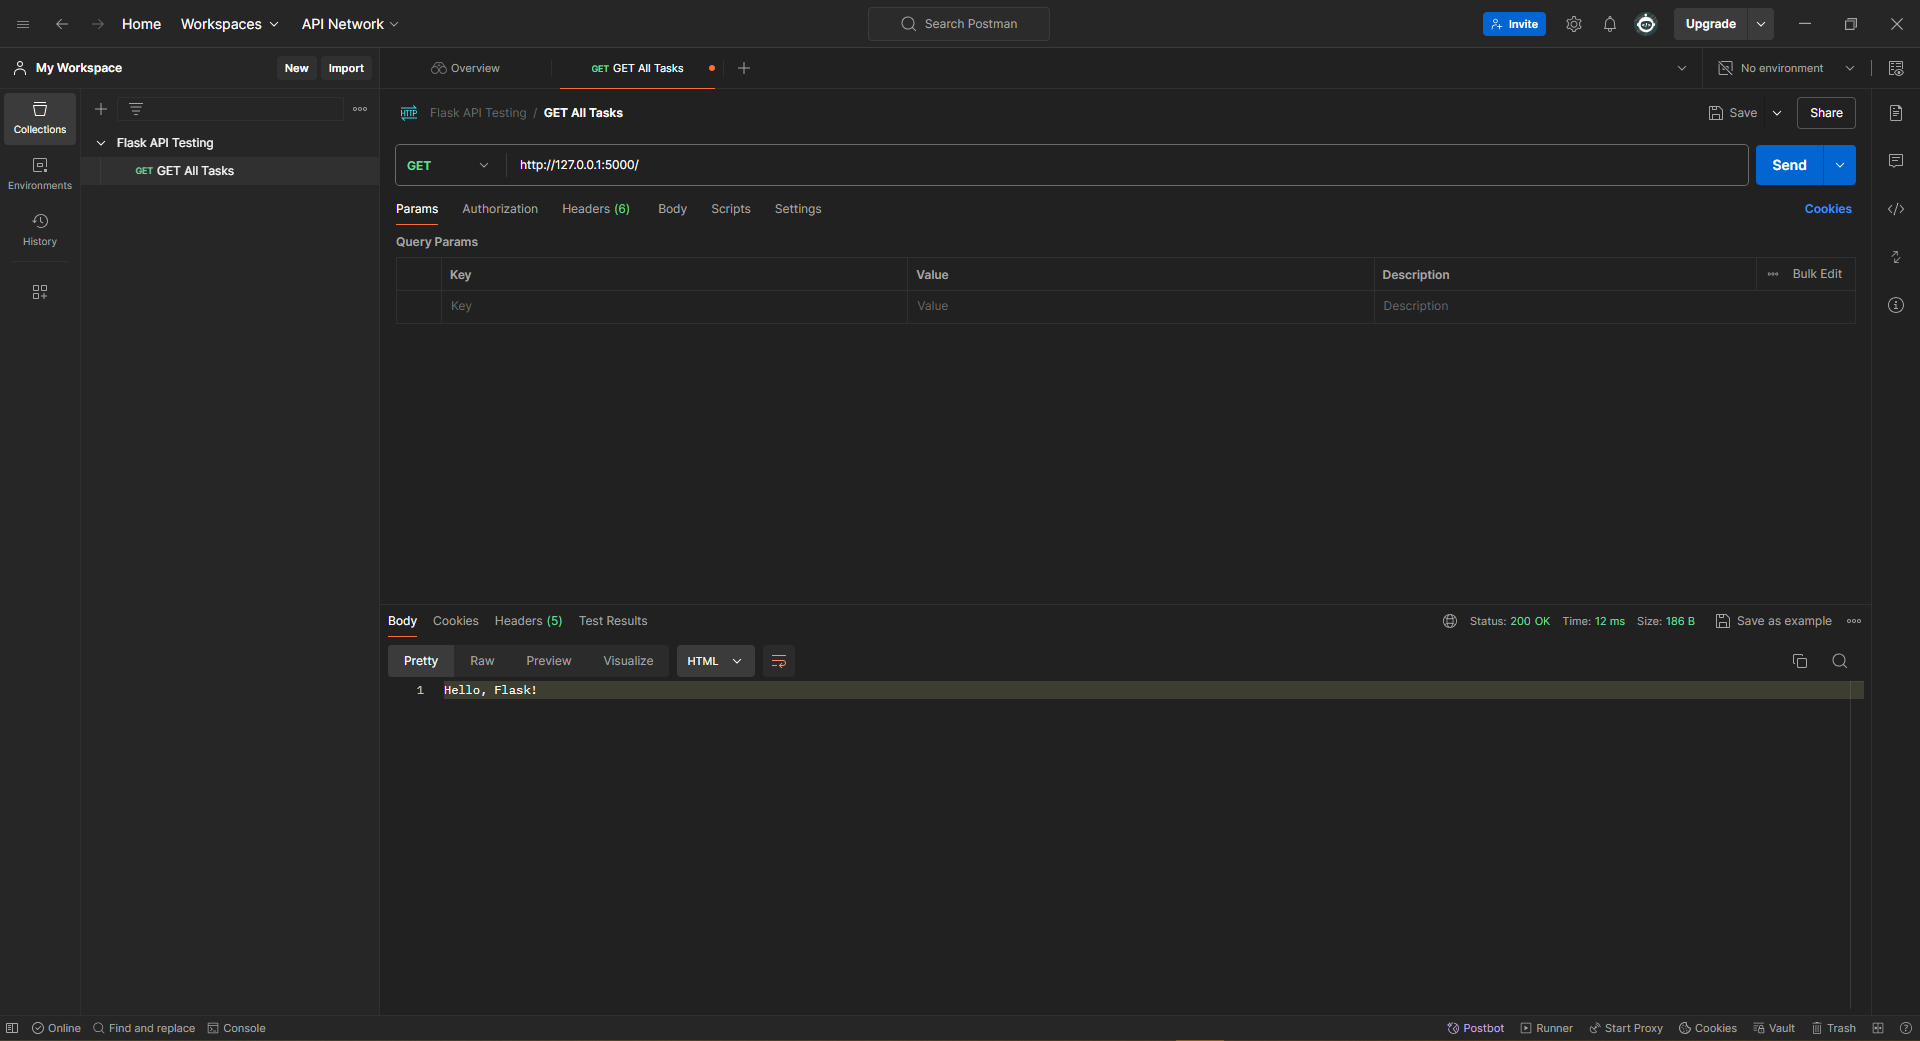 Home Workspaces API Network Search Postman Invite Upgrade
My Workspace New Import Overview GET GET All Tasks No environment
Collections
Environments
History
Flask API Testing
GET GET All Tasks
HTTP Flask API Testing / GET All Tasks Save Share
GET http://127.0.0.1:5000/ Send
Params Authorization Headers (6) Body Scripts Settings Cookies
Query Params
Key Value Description Bulk Edit
Key Value Description
Body Cookies Headers (5) Test Results Status: 200 OK Time: 12 ms Size: 186 B Save as example
Pretty Raw Preview Visualize HTML
1 Hello, Flask!
Online Find and replace Console Postbot Runner Start Proxy Cookies Vault Trash